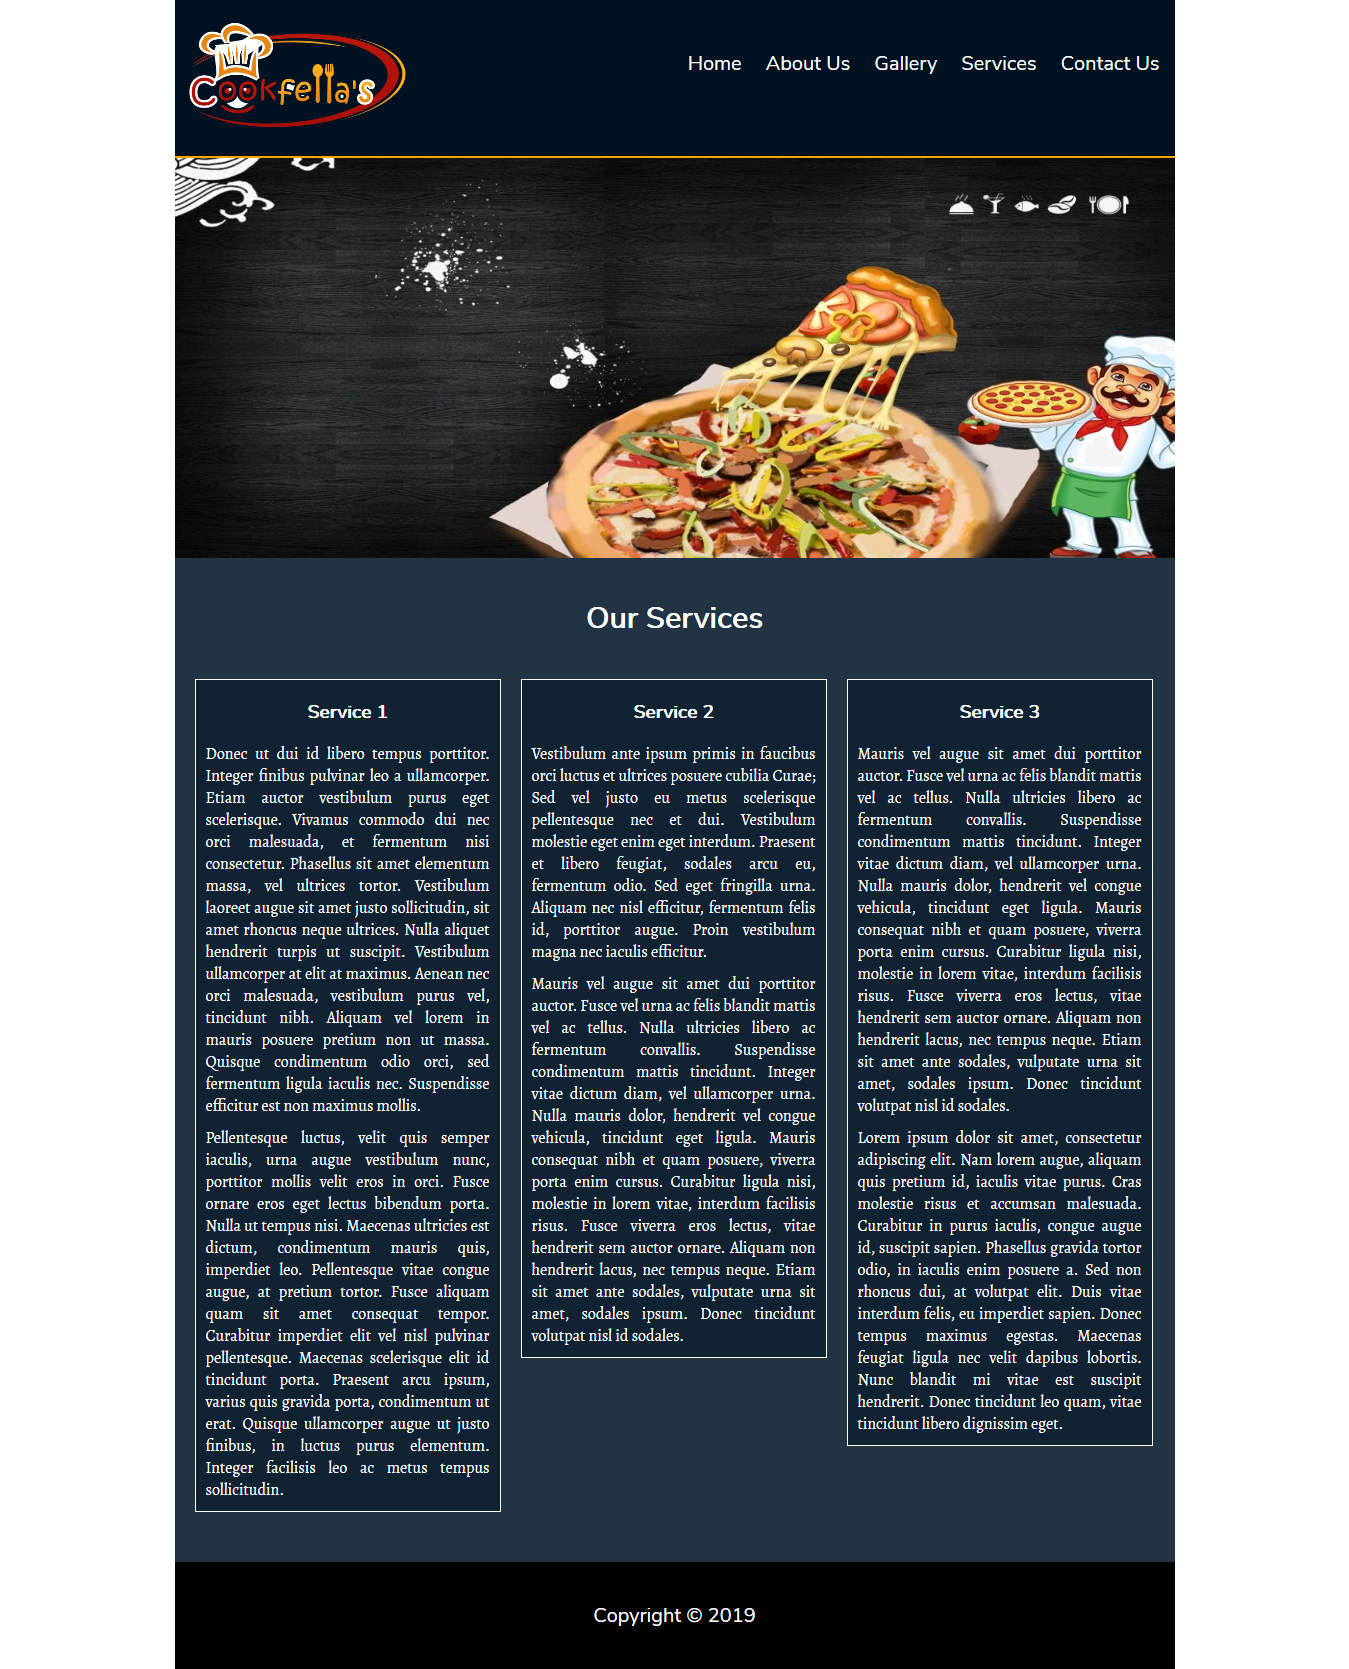 Cookfella's
Home About Us Gallery Services Contact Us
Our Services
Service 1
Donec ut dui id libero tempus porttitor.
Integer finibus pulvinar leo a ullamcorper.
Etiam auctor vestibulum purus eget
scelerisque. Vivamus commodo dui nec
orci malesuada, et fermentum nisi
consectetur. Phasellus sit amet elementum
massa, vel ultrices tortor. Vestibulum
laoreet augue sit amet justo sollicitudin, sit
amet rhoncus neque ultrices. Nulla aliquet
hendrerit turpis ut suscipit. Vestibulum
ullamcorper at elit at maximus. Aenean nec
orci malesuada, vestibulum purus vel,
tincidunt nibh. Aliquam vel lorem in
mauris posuere pretium non ut massa.
Quisque condimentum odio orci, sed
fermentum ligula iaculis nec. Suspendisse
efficitur est non maximus mollis.
Pellentesque luctus, velit quis semper
iaculis, urna augue vestibulum nunc,
porttitor mollis velit eros in orci. Fusce
ornare eros eget lectus bibendum porta.
Nulla ut tempus nisi. Maecenas ultricies est
dictum, condimentum mauris quis,
imperdiet leo. Pellentesque vitae congue
augue, at pretium tortor. Fusce aliquam
quam sit amet consequat tempor.
Curabitur imperdiet elit vel nisl pulvinar
pellentesque. Maecenas scelerisque elit id
tincidunt porta. Praesent arcu ipsum,
varius quis gravida porta, condimentum ut
erat. Quisque ullamcorper augue ut justo
finibus, in luctus purus elementum.
Integer facilisis leo ac metus tempus
sollicitudin.
Service 2
Vestibulum ante ipsum primis in faucibus
orci luctus et ultrices posuere cubilia Curae;
Sed vel justo eu metus scelerisque
pellentesque nec et dui. Vestibulum
molestie eget enim eget interdum. Praesent
et libero feugiat, sodales arcu eu,
fermentum odio. Sed eget fringilla urna.
Aliquam nec nisl efficitur, fermentum felis
id, porttitor augue. Proin vestibulum
magna nec iaculis efficitur.
Mauris vel augue sit amet dui porttitor
auctor. Fusce vel urna ac felis blandit mattis
vel ac tellus. Nulla ultricies libero ac
fermentum convallis. Suspendisse
condimentum mattis tincidunt. Integer
vitae dictum diam, vel ullamcorper urna.
Nulla mauris dolor, hendrerit vel congue
vehicula, tincidunt eget ligula. Mauris
consequat nibh et quam posuere, viverra
porta enim cursus. Curabitur ligula nisi,
molestie in lorem vitae, interdum facilisis
risus. Fusce viverra eros lectus, vitae
hendrerit sem auctor ornare. Aliquam non
hendrerit lacus, nec tempus neque. Etiam
sit amet ante sodales, vulputate urna sit
amet, sodales ipsum. Donec tincidunt
volutpat nisl id sodales.
Service 3
Mauris vel augue sit amet dui porttitor
auctor. Fusce vel urna ac felis blandit mattis
vel ac tellus. Nulla ultricies libero ac
fermentum convallis. Suspendisse
condimentum mattis tincidunt. Integer
vitae dictum diam, vel ullamcorper urna.
Nulla mauris dolor, hendrerit vel congue
vehicula, tincidunt eget ligula. Mauris
consequat nibh et quam posuere, viverra
porta enim cursus. Curabitur ligula nisi,
molestie in lorem vitae, interdum facilisis
risus. Fusce viverra eros lectus, vitae
hendrerit sem auctor ornare. Aliquam non
hendrerit lacus, nec tempus neque. Etiam
sit amet ante sodales, vulputate urna sit
amet, sodales ipsum. Donec tincidunt
volutpat nisl id sodales.
Lorem ipsum dolor sit amet, consectetur
adipiscing elit. Nam lorem augue, aliquam
quis pretium id, iaculis vitae purus. Cras
molestie risus et accumsan malesuada.
Curabitur in purus iaculis, congue augue
id, suscipit sapien. Phasellus gravida tortor
odio, in iaculis enim posuere a. Sed non
rhoncus dui, at volutpat elit. Duis vitae
interdum felis, eu imperdiet sapien. Donec
tempus maximus egestas. Maecenas
feugiat ligula nec velit dapibus lobortis.
Nunc blandit mi vitae est suscipit
hendrerit. Donec tincidunt leo quam, vitae
tincidunt libero dignissim eget.
Copyright © 2019